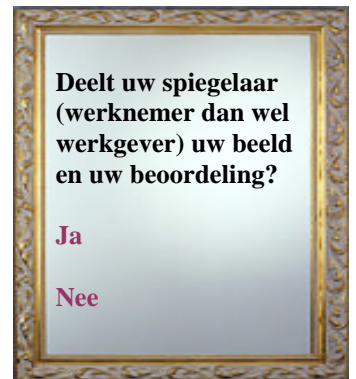 Deelt uw spiegelaar
(werknemer dan wel
werkgever) uw beeld
en uw beoordeling?
Ja
Nee